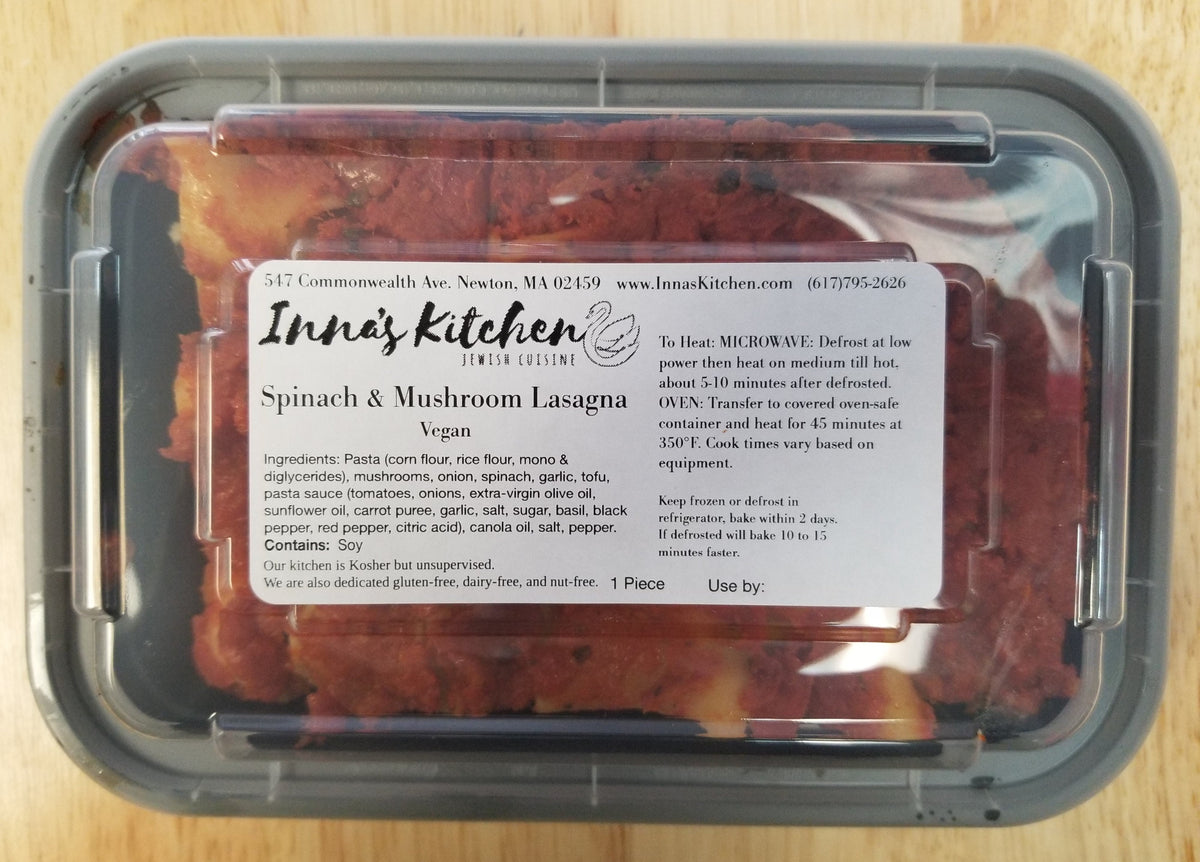 547 Commonwealth Ave. Newton, MA 02459 www.InnasKitchen.com (617)795-2626
Inna's Kitchen
JEWISH CUISINE
Spinach & Mushroom Lasagna
Vegan
Ingredients: Pasta (corn flour, rice flour, mono &
diglycerides), mushrooms, onion, spinach, garlic, tofu,
pasta sauce (tomatoes, onions, extra-virgin olive oil,
sunflower oil, carrot puree, garlic, salt, sugar, basil, black
pepper, red pepper, citric acid), canola oil, salt, pepper.
Contains: Soy
Our kitchen is Kosher but unsupervised.
We are also dedicated gluten-free, dairy-free, and nut-free. 1 Piece
To Heat: MICROWAVE: Defrost at low
power then heat on medium till hot,
about 5-10 minutes after defrosted.
OVEN: Transfer to covered oven-safe
container and heat for 45 minutes at
350°F. Cook times vary based on
equipment.
Keep frozen or defrost in
refrigerator, bake within 2 days.
If defrosted will bake 10 to 15
minutes faster.
Use by: